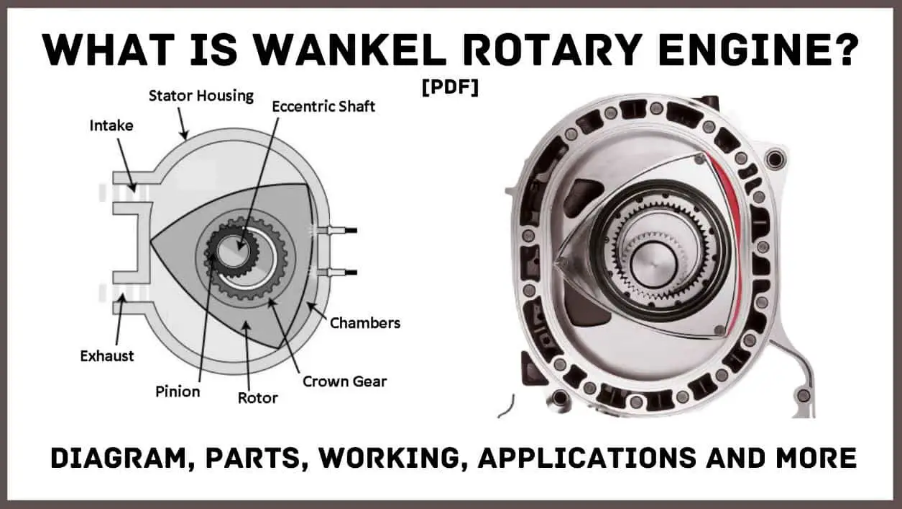 WHAT IS WANKEL ROTARY ENGINE?
[PDF]
Stator Housing
Eccentric Shaft
Intake
Chambers
Exhaust
Crown Gear
Pinion
Rotor
DIAGRAM, PARTS, WORKING, APPLICATIONS AND MORE